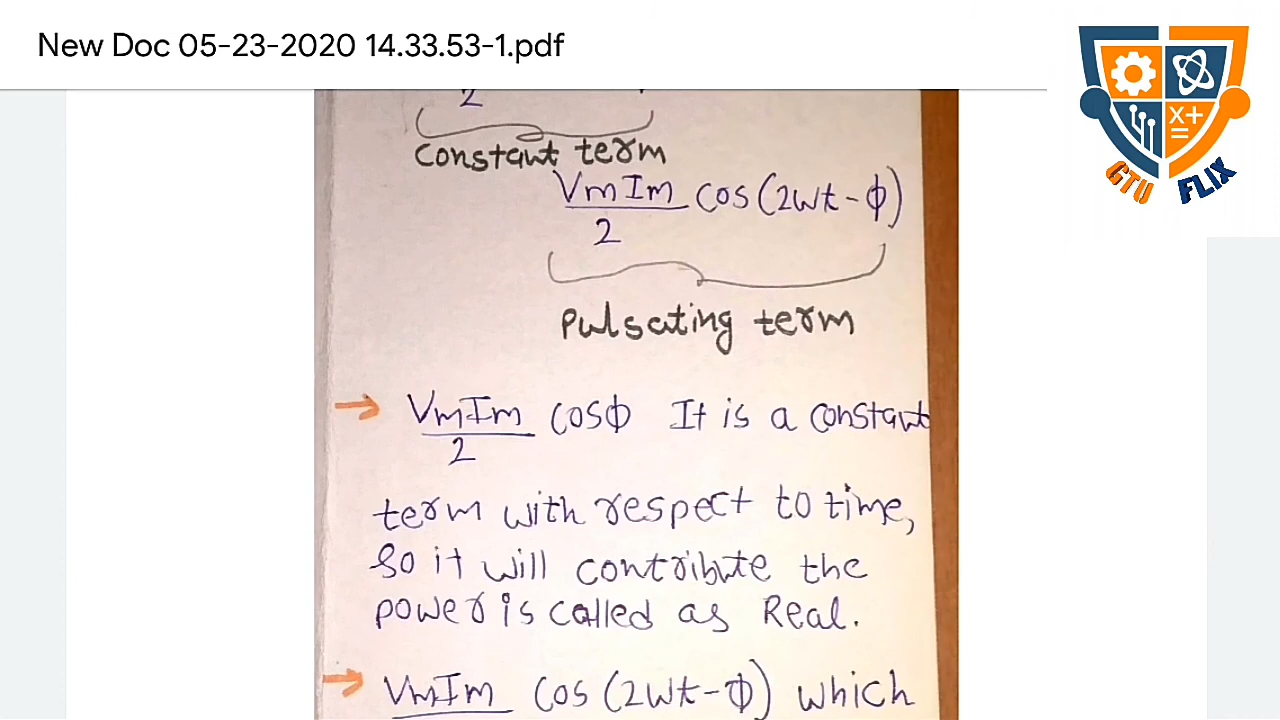 New Doc 05-23-2020 14.33.53-1.pdf
X+
=
GTU FLIX
2
Constant term
VmIm cos(2wt-ϕ)
2
Pulsating term
→ VmIm cosϕ It is a constant
2
term with respect to time,
so it will contribute the
power is called as Real.
→ VmIm cos(2wt-ϕ) which